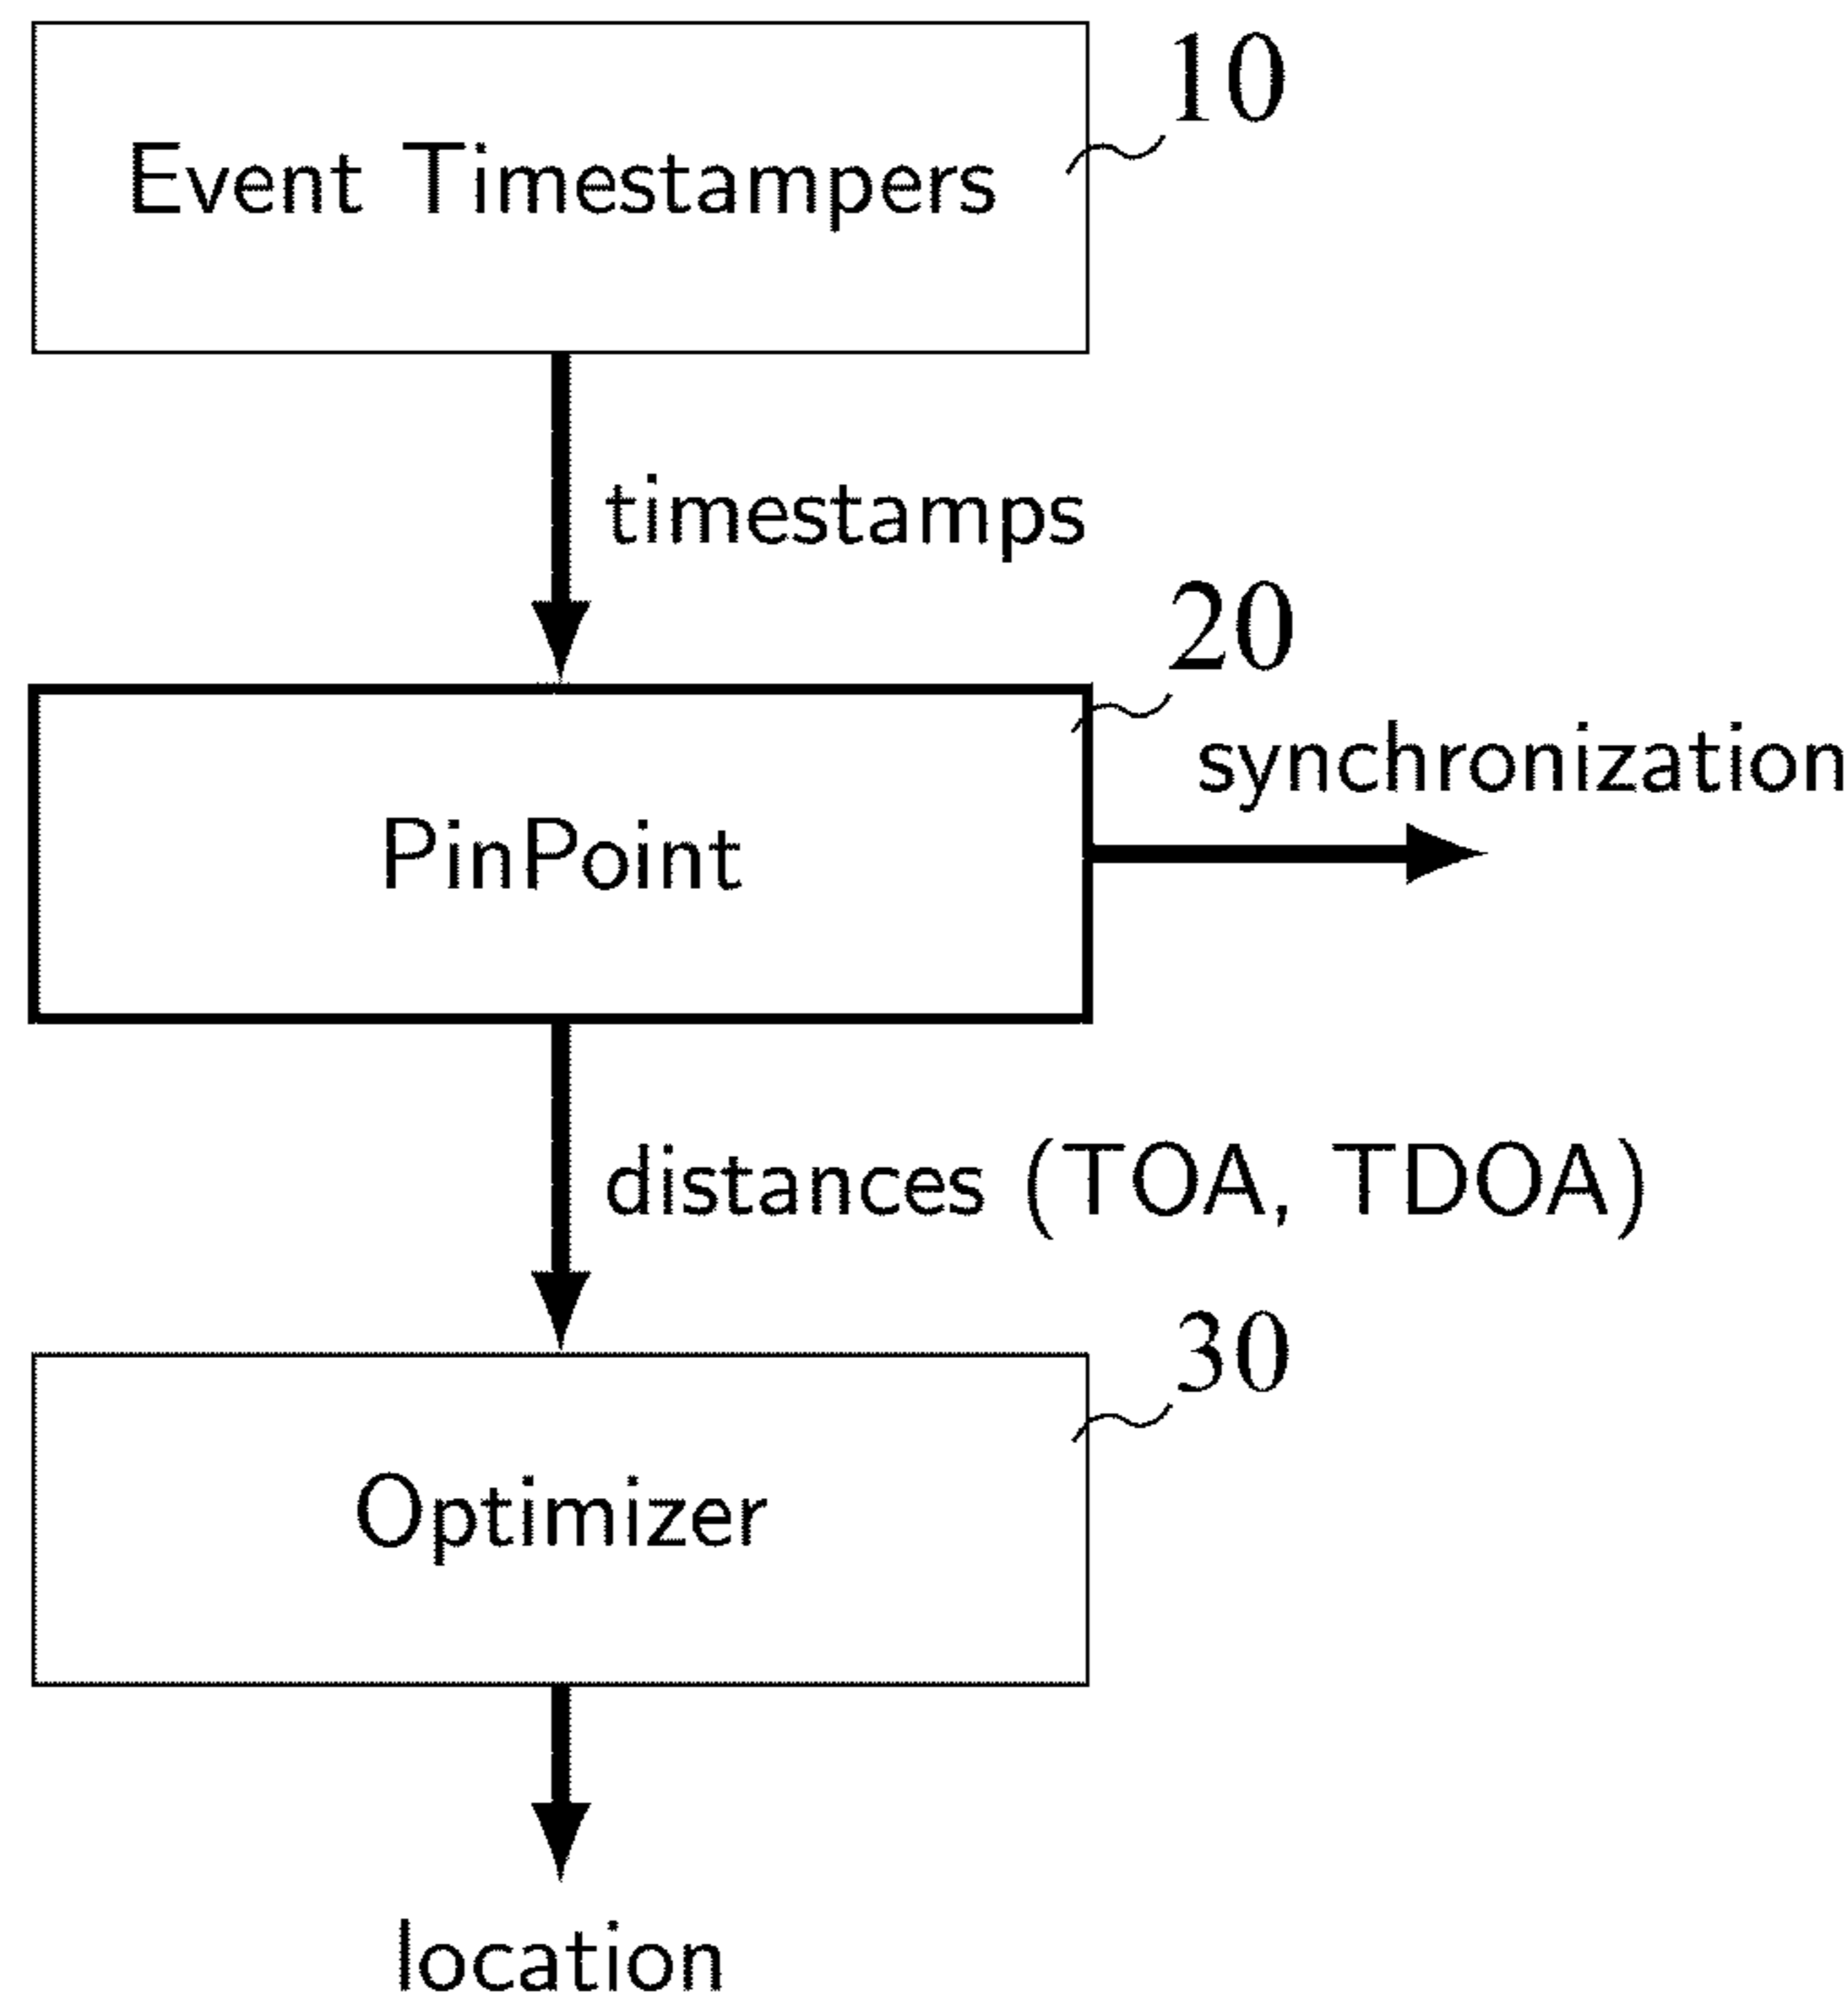 10
Event Timestampers
timestamps
20
synchronization
PinPoint
distances (TOA, TDOA)
30
Optimizer
location